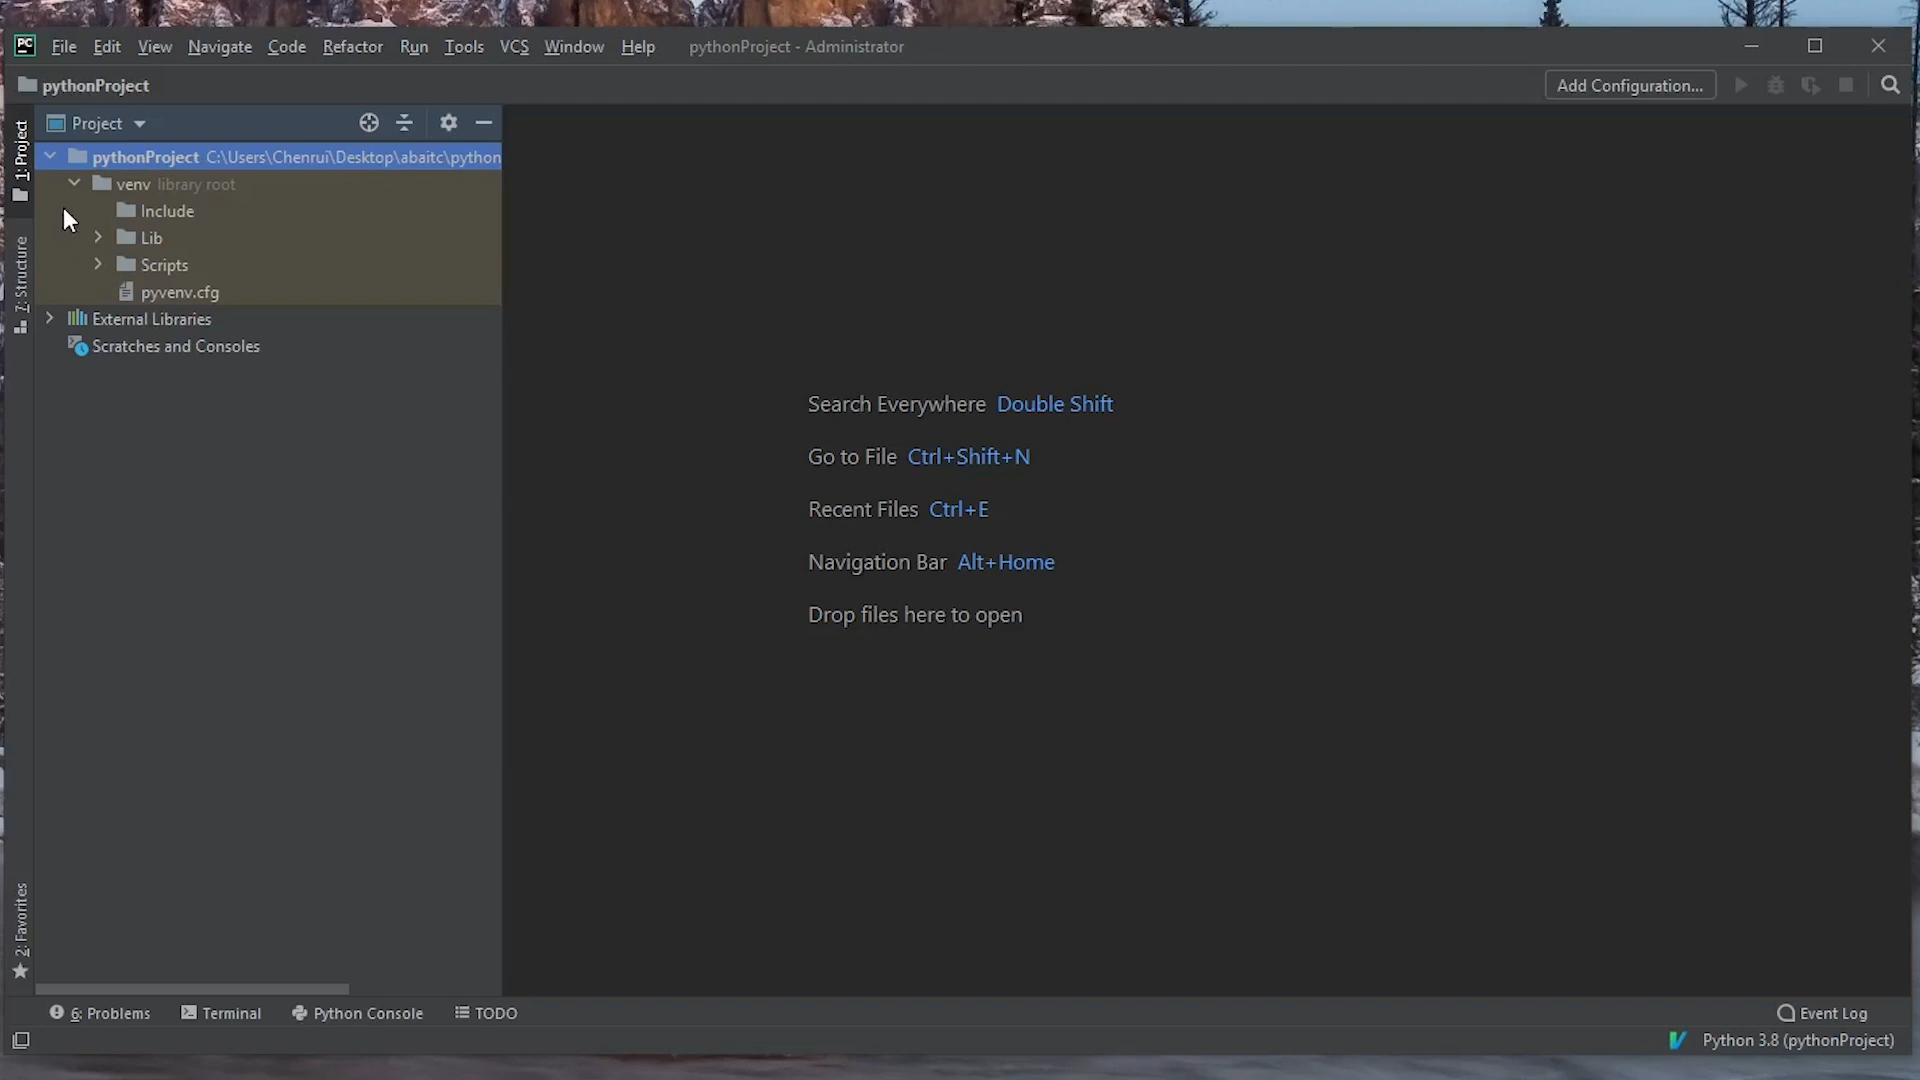 PC File Edit View Navigate Code Refactor Run Tools VCS Window Help pythonProject - Administrator
pythonProject
Add Configuration...
1: Project
Project
pythonProject C:\Users\Chenrui\Desktop\abaitc\python
venv library root
Include
Lib
Scripts
pyvenv.cfg
External Libraries
Scratches and Consoles
7: Structure
2: Favorites
Search Everywhere Double Shift
Go to File Ctrl+Shift+N
Recent Files Ctrl+E
Navigation Bar Alt+Home
Drop files here to open
6: Problems Terminal Python Console TODO
Event Log
Python 3.8 (pythonProject)